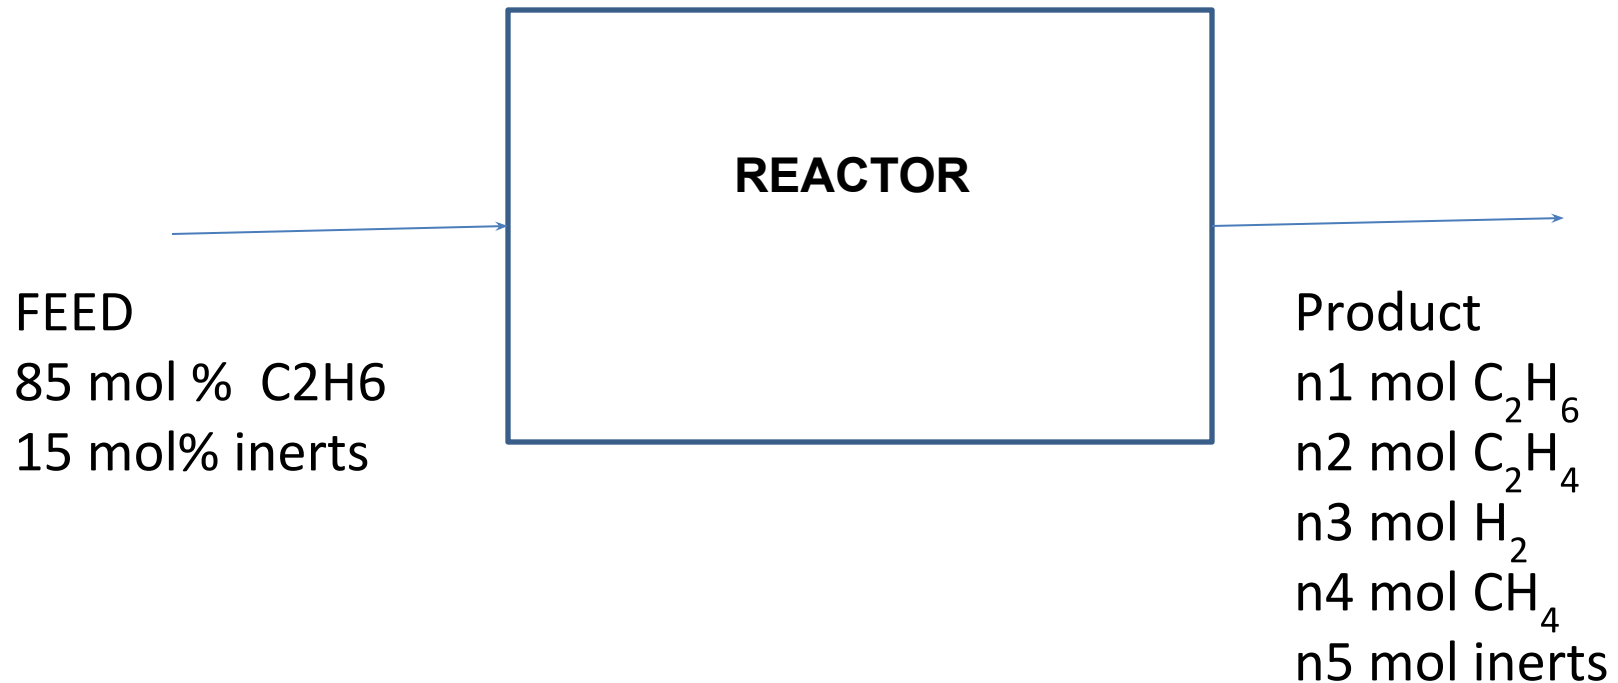 REACTOR
FEED
85 mol % C2H6
15 mol% inerts
Product
n1 mol C₂H₆
n2 mol C₂H₄
n3 mol H₂
n4 mol CH₄
n5 mol inerts